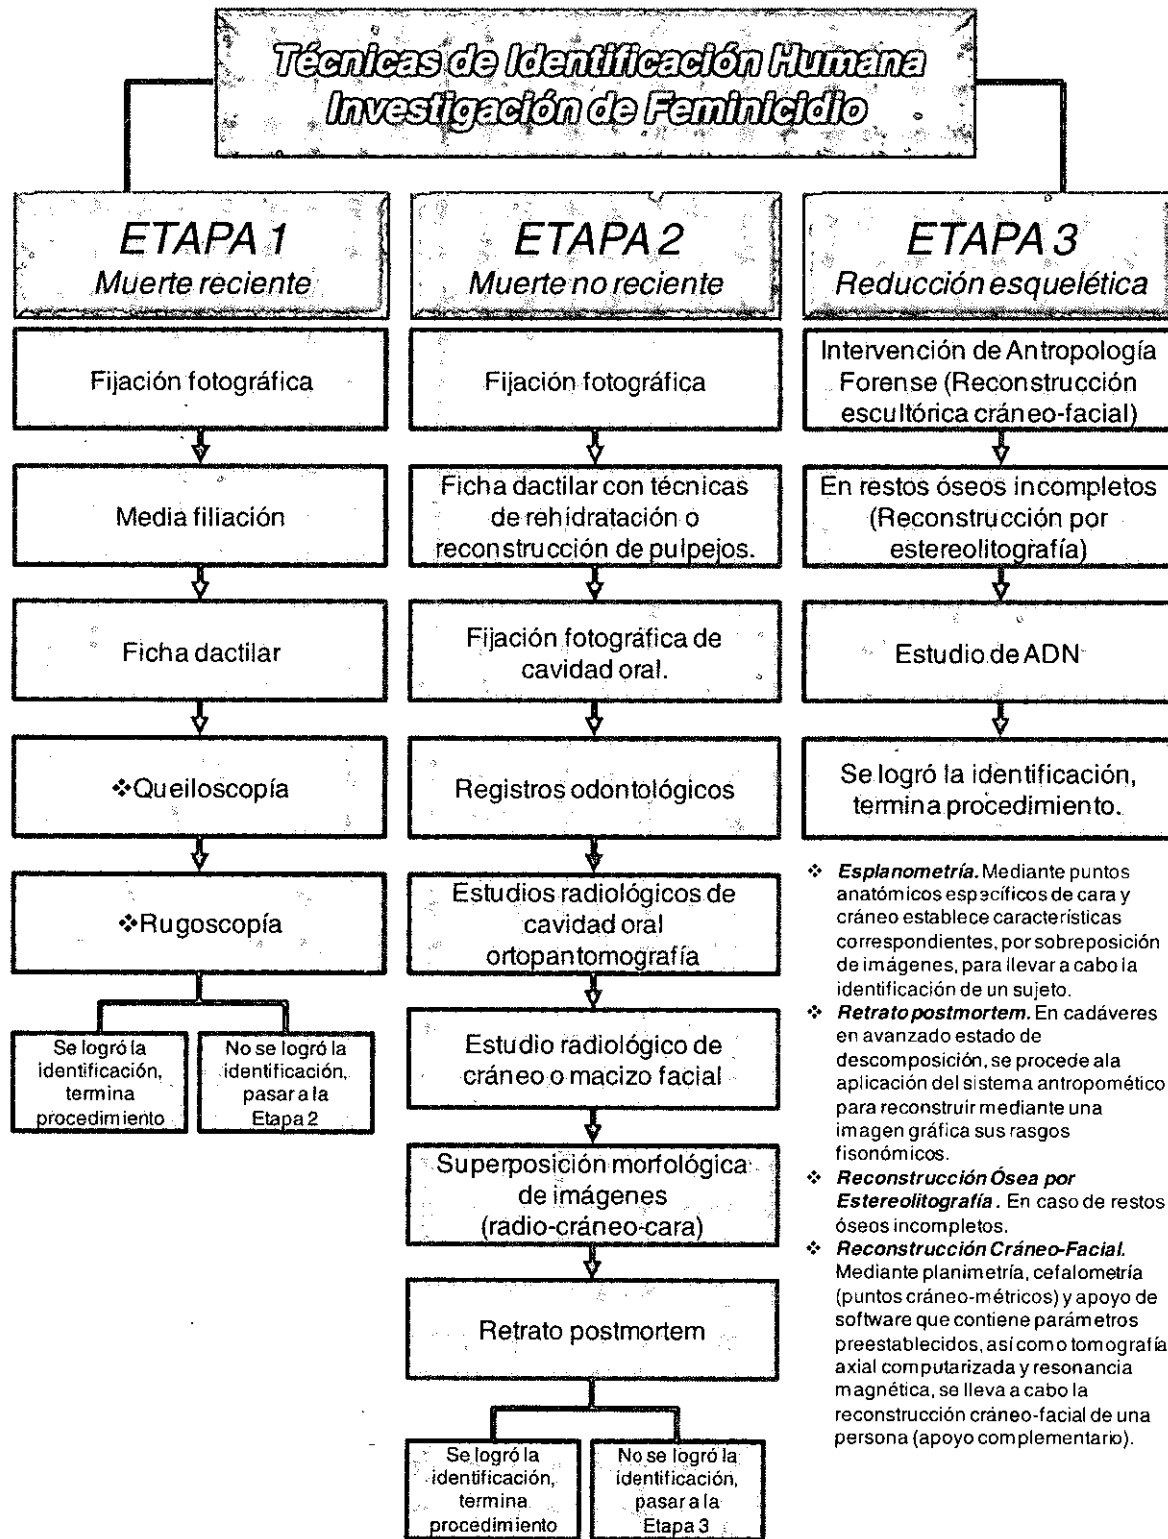 Técnicas de Identificación Humana
Investigación de Feminicidio
ETAPA 1
Muerte reciente
Fijación fotográfica
Media filiación
Ficha dactilar
❖Queiloscopía
❖Rugoscopía
Se logró la
identificación,
termina
procedimiento
No se logró la
identificación,
pasar a la
Etapa 2
ETAPA 2
Muerte no reciente
Fijación fotográfica
Ficha dactilar con técnicas
de rehidratación o
reconstrucción de pulpejos.
Fijación fotográfica de
cavidad oral.
Registros odontológicos
Estudios radiológicos de
cavidad oral
ortopantomografía
Estudio radiológico de
cráneo o macizo facial
Superposición morfológica
de imágenes
(radio-cráneo-cara)
Retrato postmortem
Se logró la
identificación,
termina
procedimiento
No se logró la
identificación,
pasar a la
Etapa 3
ETAPA 3
Reducción esquelética
Intervención de Antropología
Forense (Reconstrucción
escultórica cráneo-facial)
En restos óseos incompletos
(Reconstrucción por
estereolitografía)
Estudio de ADN
Se logró la identificación,
termina procedimiento.
❖ Esplanometría. Mediante puntos
anatómicos específicos de cara y
cráneo establece características
correspondientes, por sobreposición
de imágenes, para llevar a cabo la
identificación de un sujeto.
❖ Retrato postmortem. En cadáveres
en avanzado estado de
descomposición, se procede ala
aplicación del sistema antropomético
para reconstruir mediante una
imagen gráfica sus rasgos
fisonómicos.
❖ Reconstrucción Ósea por
Estereolitografía. En caso de restos
óseos incompletos.
❖ Reconstrucción Cráneo-Facial.
Mediante planimetría, cefalometría
(puntos cráneo-métricos) y apoyo de
software que contiene parámetros
preestablecidos, así como tomografía
axial computarizada y resonancia
magnética, se lleva a cabo la
reconstrucción cráneo-facial de una
persona (apoyo complementario).